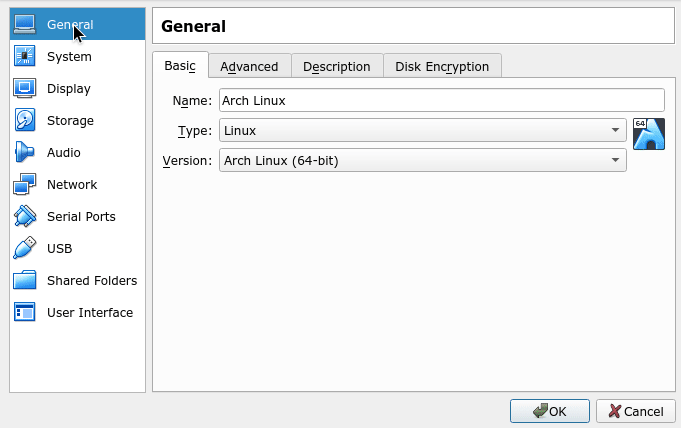 General
System
Display
Storage
Audio
Network
Serial Ports
USB
Shared Folders
User Interface
General
Basic Advanced Description Disk Encryption
Name: Arch Linux
Type: Linux
64
Version: Arch Linux (64-bit)
OK Cancel